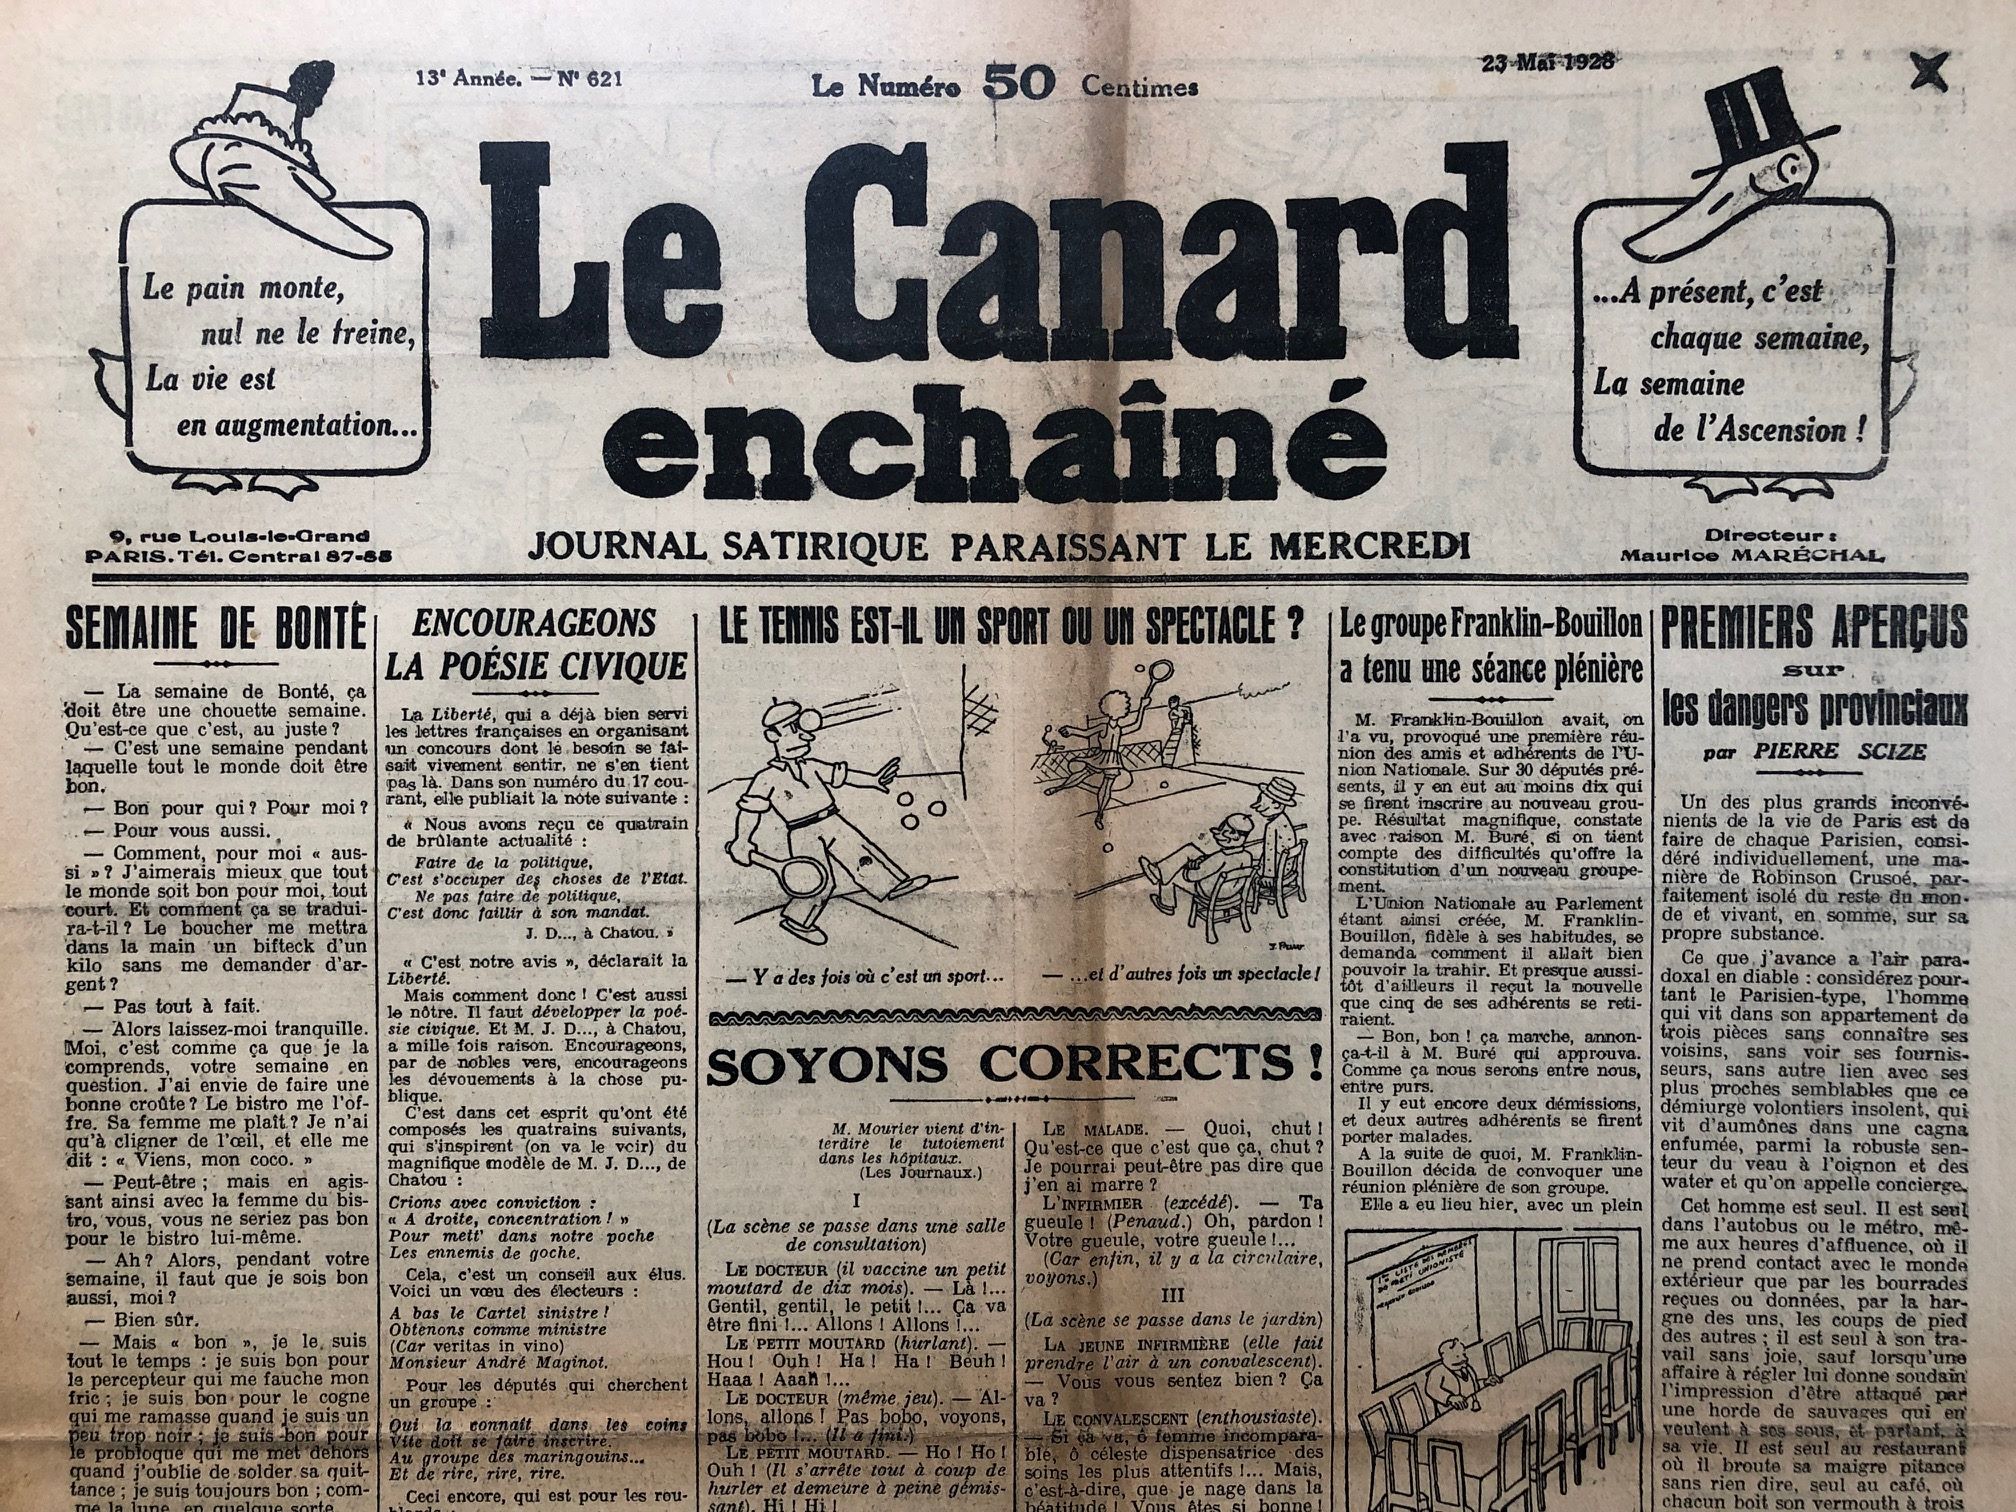 13e Année. — N° 621
Le Numéro 50 Centimes
23 Mai 1928
Le pain monte,
nul ne le freine,
La vie est
en augmentation...
Le Canard
enchaîné
...A présent, c'est
chaque semaine,
La semaine
de l'Ascension !
9, rue Louis-le-Grand
PARIS. Tél. Central 87-88
JOURNAL SATIRIQUE PARAISSANT LE MERCREDI
Directeur :
Maurice MARÉCHAL
SEMAINE DE BONTÉ
— La semaine de Bonté, ça
doit être une chouette semaine.
Qu'est-ce que c'est, au juste ?
— C'est une semaine pendant
laquelle tout le monde doit être
bon.
— Bon pour qui ? Pour moi ?
— Pour vous aussi.
— Comment, pour moi « aus-
si » ? J'aimerais mieux que tout
le monde soit bon pour moi, tout
court. Et comment ça se tradui-
ra-t-il ? Le boucher me mettra
dans la main un bifteck d'un
kilo sans me demander d'ar-
gent ?
— Pas tout à fait.
— Alors laissez-moi tranquille.
Moi, c'est comme ça que je la
comprends, votre semaine en
question. J'ai envie de faire une
bonne croûte ? Le bistro me l'of-
fre. Sa femme me plaît ? Je n'ai
qu'à cligner de l'œil, et elle me
dit : « Viens, mon coco. »
— Peut-être ; mais en agis-
sant ainsi avec la femme du bis-
tro, vous, vous ne seriez pas bon
pour le bistro lui-même.
— Ah ? Alors, pendant votre
semaine, il faut que je sois bon
aussi, moi ?
— Bien sûr.
— Mais « bon », je le suis
tout le temps : je suis bon pour
le percepteur qui me fauche mon
fric ; je suis bon pour le cogne
qui me ramasse quand je suis un
peu trop noir ; je suis bon pour
le probloque qui me met dehors
quand j'oublie de solder sa quit-
tance ; je suis toujours bon ; com-
me la lune, en quelque sorte.
ENCOURAGEONS
LA POÉSIE CIVIQUE
La Liberté, qui a déjà bien servi
les lettres françaises en organisant
un concours dont le besoin se fai-
sait vivement sentir, ne s'en tient
pas là. Dans son numéro du 17 cou-
rant, elle publiait la note suivante :
« Nous avons reçu ce quatrain
de brûlante actualité :
Faire de la politique,
C'est s'occuper des choses de l'Etat.
Ne pas faire de politique,
C'est donc faillir à son mandat.
J. D..., à Chatou. »
« C'est notre avis », déclarait la
Liberté.
Mais comment donc ! C'est aussi
le nôtre. Il faut développer la poé-
sie civique. Et M. J. D..., à Chatou,
a mille fois raison. Encourageons,
par de nobles vers, encourageons
les dévouements à la chose pu-
blique.
C'est dans cet esprit qu'ont été
composés les quatrains suivants,
qui s'inspirent (on va le voir) du
magnifique modèle de M. J. D..., de
Chatou :
Crions avec conviction :
« A droite, concentration ! »
Pour mett' dans notre poche
Les ennemis de goche.
Cela, c'est un conseil aux élus.
Voici un vœu des électeurs :
A bas le Cartel sinistre !
Obtenons comme ministre
(Car veritas in vino)
Monsieur André Maginot.
Pour les députés qui cherchent
un groupe :
Qui la connaît dans les coins
Vite doit se faire inscrire.
Au groupe des maringouins...
Et de rire, rire, rire.
Ceci encore, qui est pour les rou-
LE TENNIS EST-IL UN SPORT OU UN SPECTACLE ?
— Y a des fois où c'est un sport...
— ...et d'autres fois un spectacle !
SOYONS CORRECTS !
M. Mourier vient d'in-
terdire le tutoiement
dans les hôpitaux.
(Les Journaux.)
I
(La scène se passe dans une salle
de consultation)
LE DOCTEUR (il vaccine un petit
moutard de dix mois). — Là !...
Gentil, gentil, le petit !... Ça va
être fini !... Allons ! Allons !...
LE PETIT MOUTARD (hurlant). —
Hou ! Ouh ! Ha ! Ha ! Beuh !
Haaa ! Aaah !...
LE DOCTEUR (même jeu). — Al-
lons, allons ! Pas bobo, voyons,
pas bobo !... (Il a fini.)
LE PETIT MOUTARD. — Ho ! Ho !
Ouh ! (Il s'arrête tout à coup de
hurler et demeure à peine gémis-
sant). Hi ! Hi !
LE MALADE. — Quoi, chut !
Qu'est-ce que c'est que ça, chut ?
Je pourrai peut-être pas dire que
j'en ai marre ?
L'INFIRMIER (excédé). — Ta
gueule ! (Penaud.) Oh, pardon !
Votre gueule, votre gueule !...
(Car enfin, il y a la circulaire,
voyons.)
III
(La scène se passe dans le jardin)
LA JEUNE INFIRMIÈRE (elle fait
prendre l'air à un convalescent).
— Vous vous sentez bien ? Ça
va ?
LE CONVALESCENT (enthousiaste).
— Si ça va, ô femme incompara-
ble, ô céleste dispensatrice des
soins les plus attentifs !... Mais,
c'est-à-dire, que je nage dans la
béatitude ! Vous êtes si bonne !
Le groupe Franklin-Bouillon
a tenu une séance plénière
M. Franklin-Bouillon avait, on
l'a vu, provoqué une première réu-
nion des amis et adhérents de l'U-
nion Nationale. Sur 30 députés pré-
sents, il y en eut au moins dix qui
se firent inscrire au nouveau grou-
pe. Résultat magnifique, constate
avec raison M. Buré, si on tient
compte des difficultés qu'offre la
constitution d'un nouveau groupe-
ment.
L'Union Nationale au Parlement
étant ainsi créée, M. Franklin-
Bouillon, fidèle à ses habitudes, se
demanda comment il allait bien
pouvoir la trahir. Et presque aussi-
tôt d'ailleurs il reçut la nouvelle
que cinq de ses adhérents se reti-
raient.
— Bon, bon ! ça marche, annon-
ça-t-il à M. Buré qui approuva.
Comme ça nous serons entre nous,
entre purs.
Il y eut encore deux démissions,
et deux autres adhérents se firent
porter malades.
A la suite de quoi, M. Franklin-
Bouillon décida de convoquer une
réunion plénière de son groupe.
Elle a eu lieu hier, avec un plein
LISTE DES MEMBRES
DU PARTI UNIONISTE
PREMIERS APERÇUS
sur
les dangers provinciaux
par PIERRE SCIZE
Un des plus grands inconvé-
nients de la vie de Paris est de
faire de chaque Parisien, consi-
déré individuellement, une ma-
nière de Robinson Crusoé, par-
faitement isolé du reste du mon-
de et vivant, en somme, sur sa
propre substance.
Ce que j'avance a l'air para-
doxal en diable : considérez pour-
tant le Parisien-type, l'homme
qui vit dans son appartement de
trois pièces sans connaître ses
voisins, sans voir ses fournis-
seurs, sans autre lien avec ses
plus proches semblables que ce
démiurge volontiers insolent, qui
vit d'aumônes dans une cagna
enfumée, parmi la robuste sen-
teur du veau à l'oignon et des
water et qu'on appelle concierge.
Cet homme est seul. Il est seul
dans l'autobus ou le métro, mê-
me aux heures d'affluence, où il
ne prend contact avec le monde
extérieur que par les bourrades
reçues ou données, par la har-
gne des uns, les coups de pied
des autres ; il est seul à son tra-
vail sans joie, sauf lorsqu'une
affaire à régler lui donne soudain
l'impression d'être attaqué par
une horde de sauvages qui en
veulent à ses sous, et partant, à
sa vie. Il est seul au restaurant
où il broute sa maigre pitance
sans rien dire, seul au café, où
chacun boit son vermouth à trois